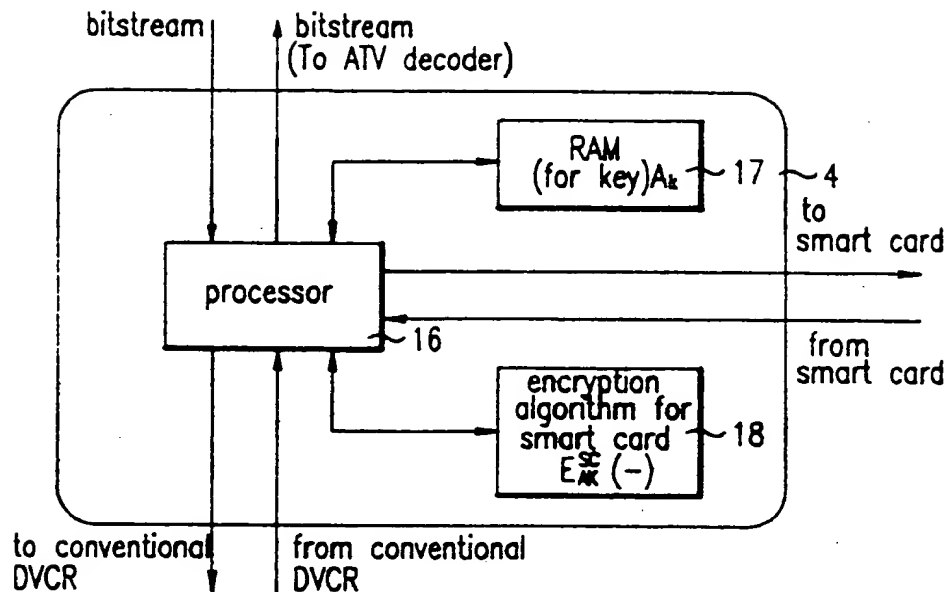 bitstream
bitstream
(To ATV decoder)
RAM
(for key)Ak
17
4
to
smart card
processor
16
from
smart card
encryption
algorithm for
smart card
E^SC_AK (-)
18
to conventional
DVCR
from conventional
DVCR